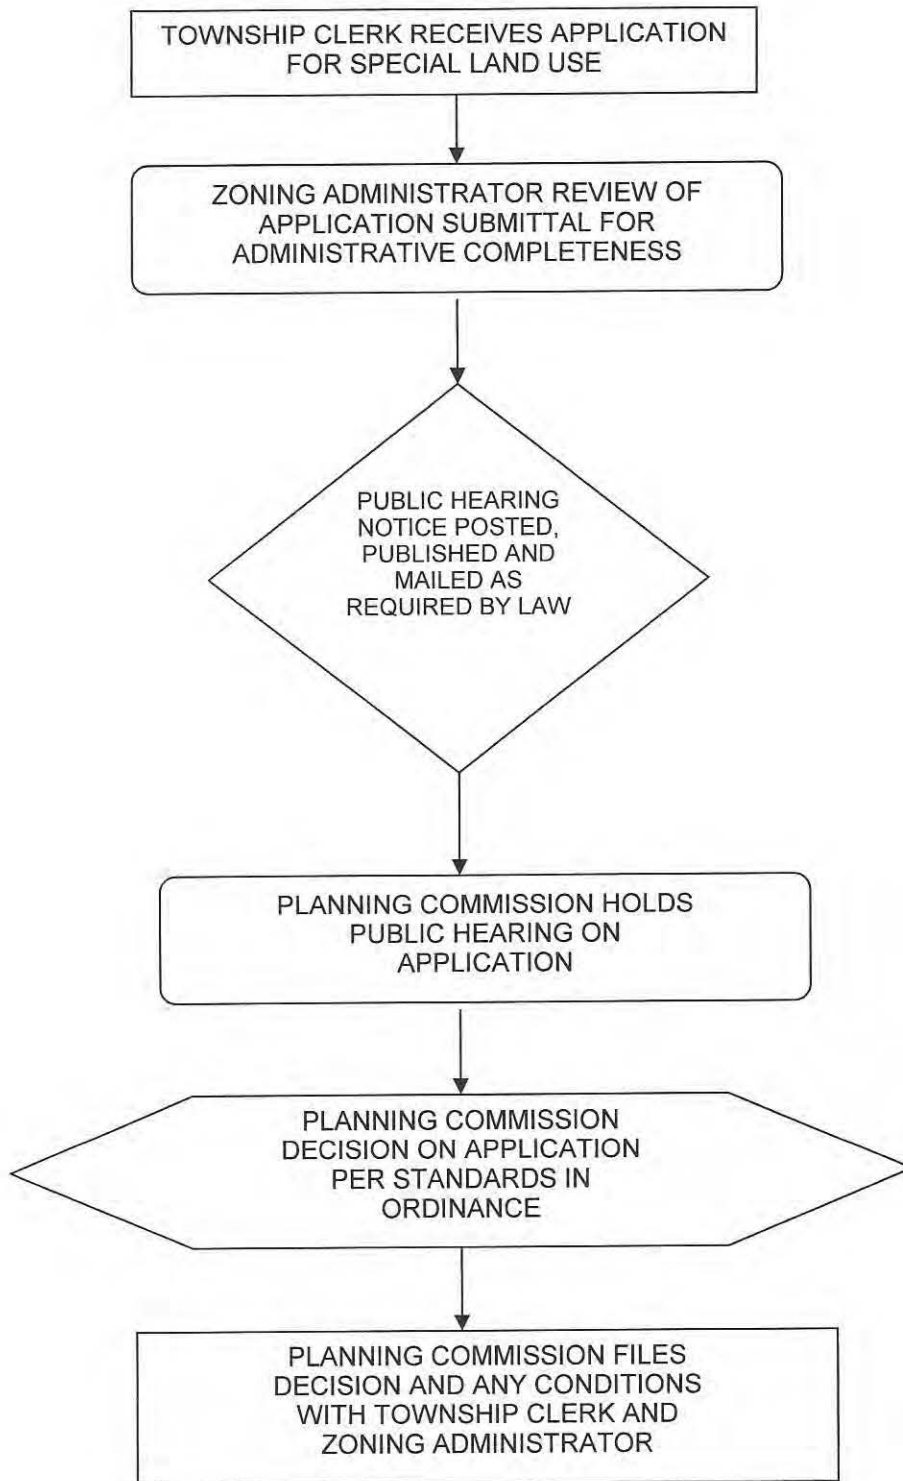 TOWNSHIP CLERK RECEIVES APPLICATION
FOR SPECIAL LAND USE
ZONING ADMINISTRATOR REVIEW OF
APPLICATION SUBMITTAL FOR
ADMINISTRATIVE COMPLETENESS
PUBLIC HEARING
NOTICE POSTED,
PUBLISHED AND
MAILED AS
REQUIRED BY LAW
PLANNING COMMISSION HOLDS
PUBLIC HEARING ON
APPLICATION
PLANNING COMMISSION
DECISION ON APPLICATION
PER STANDARDS IN
ORDINANCE
PLANNING COMMISSION FILES
DECISION AND ANY CONDITIONS
WITH TOWNSHIP CLERK AND
ZONING ADMINISTRATOR